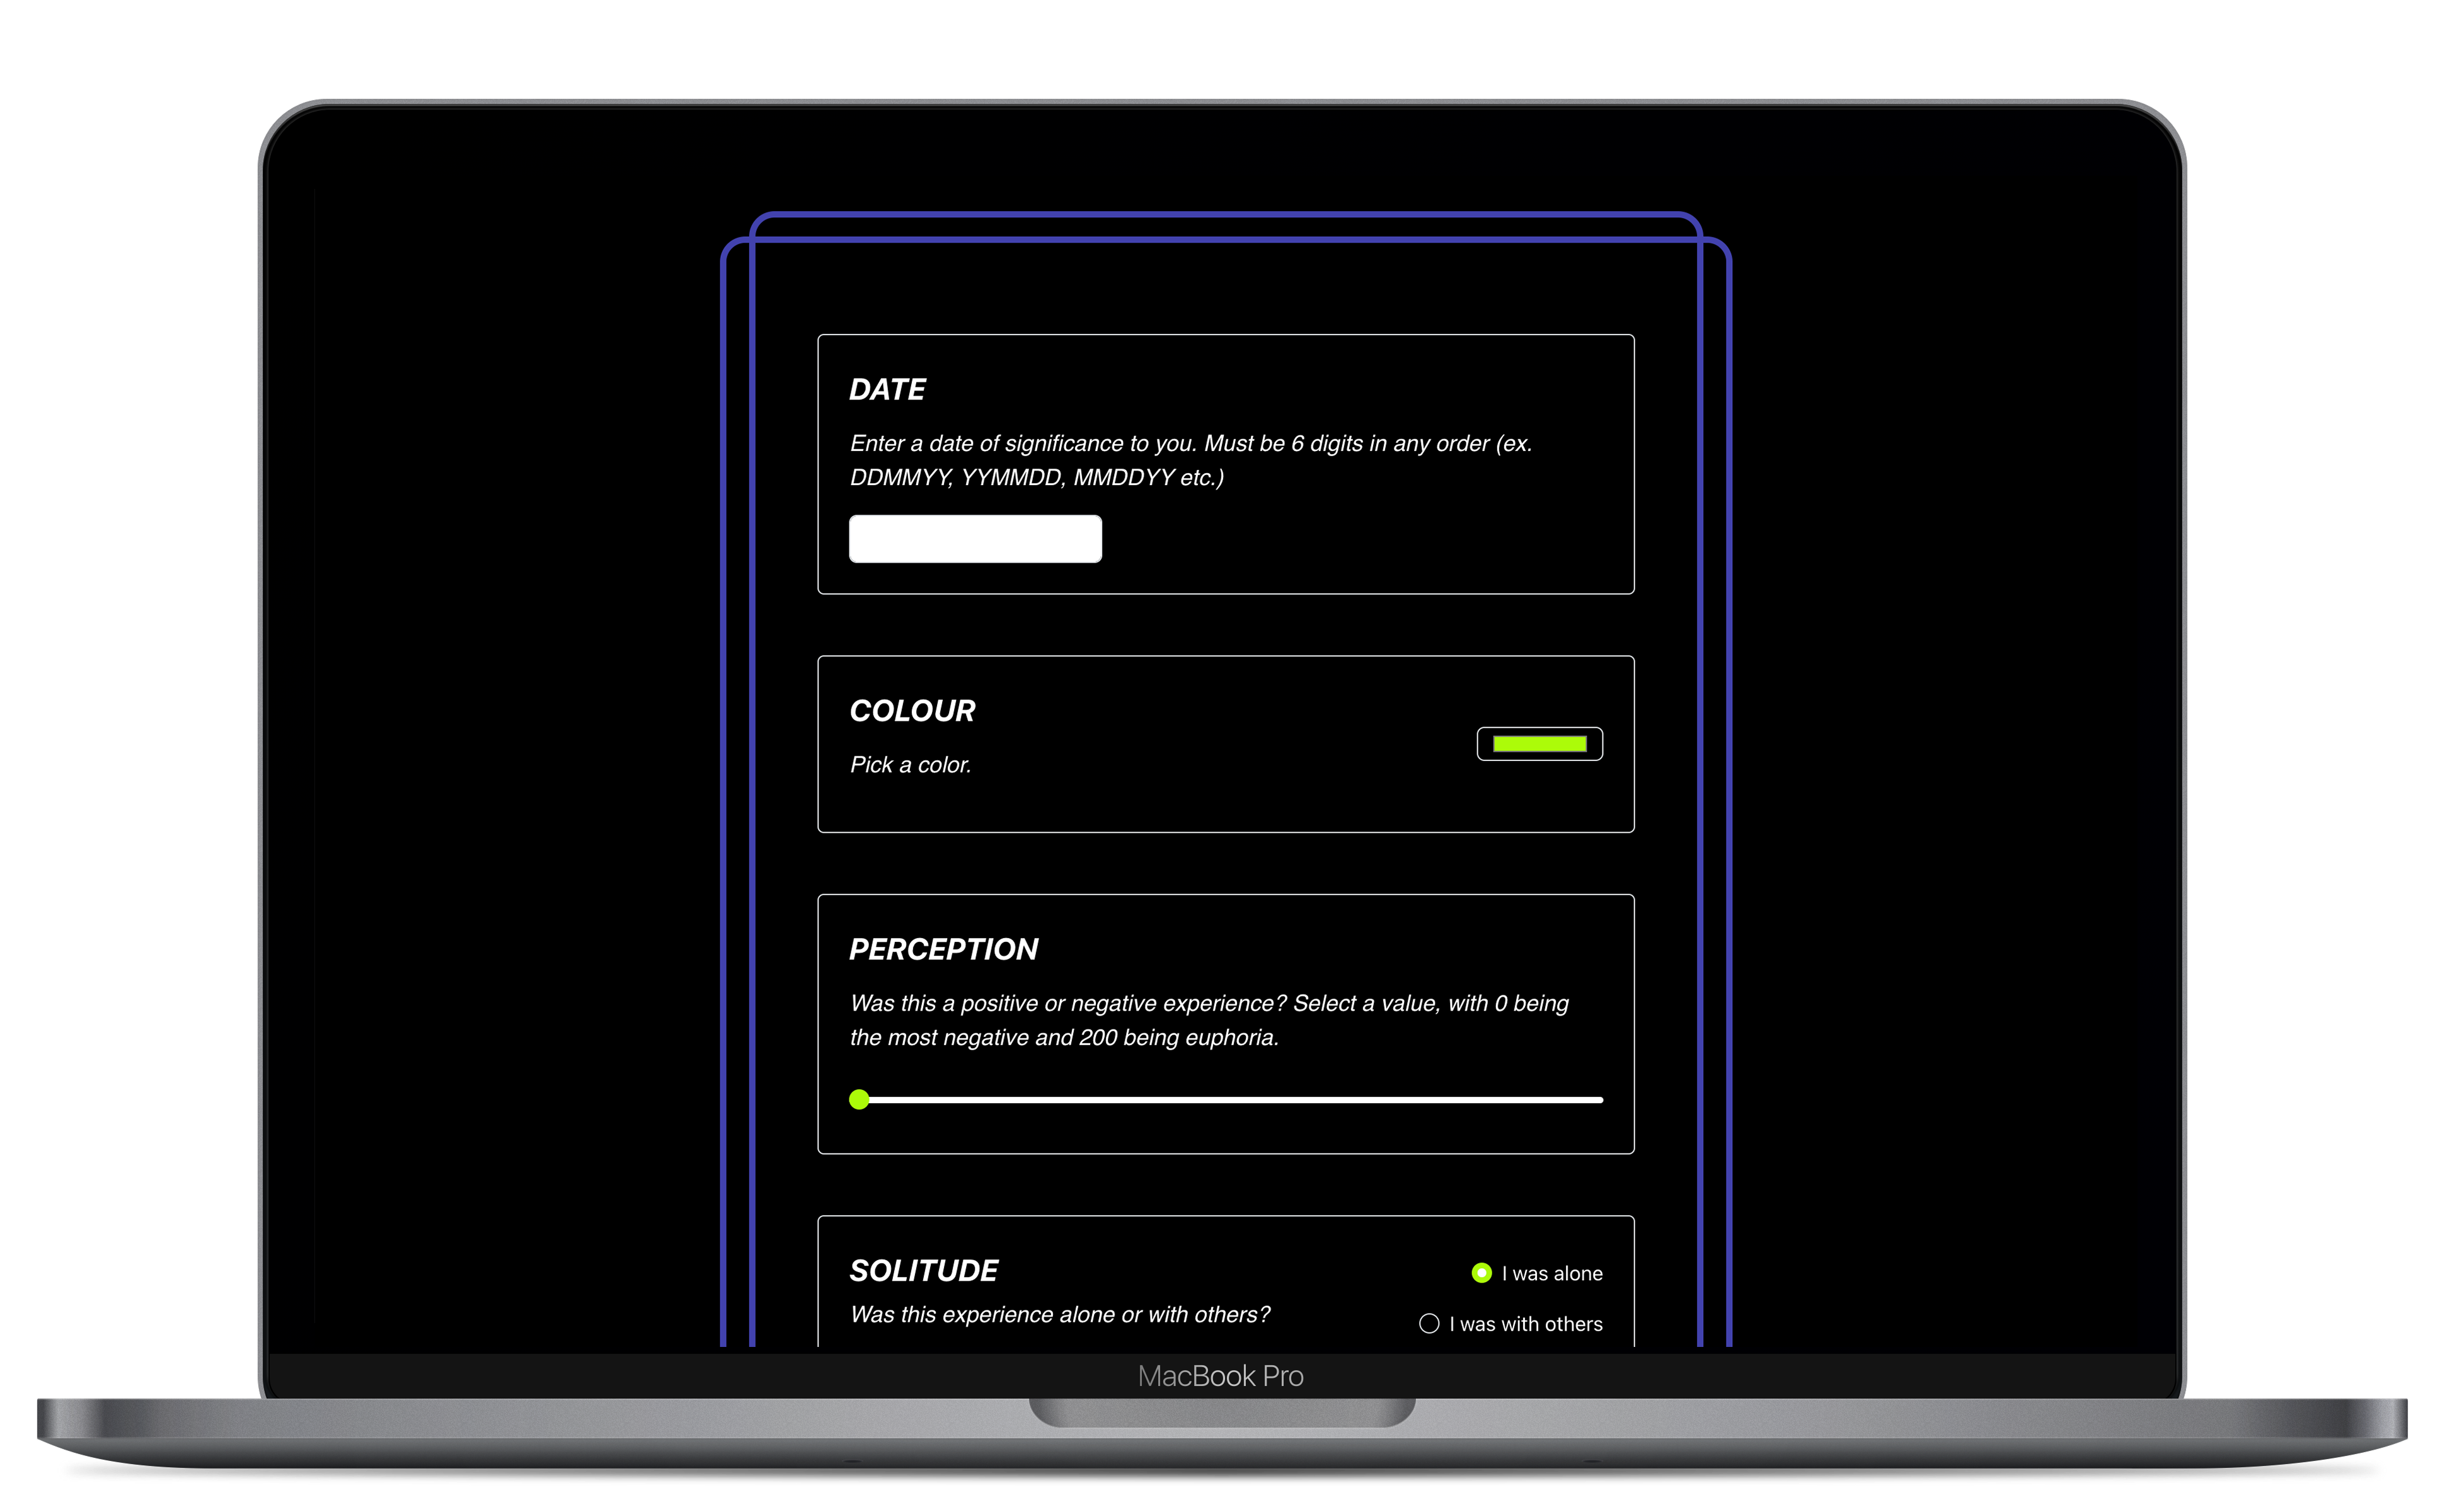 DATE
Enter a date of significance to you. Must be 6 digits in any order (ex.
DDMMYY, YYMMDD, MMDDYY etc.)
COLOUR
Pick a color.
PERCEPTION
Was this a positive or negative experience? Select a value, with 0 being
the most negative and 200 being euphoria.
SOLITUDE
Was this experience alone or with others?
I was alone
I was with others
MacBook Pro